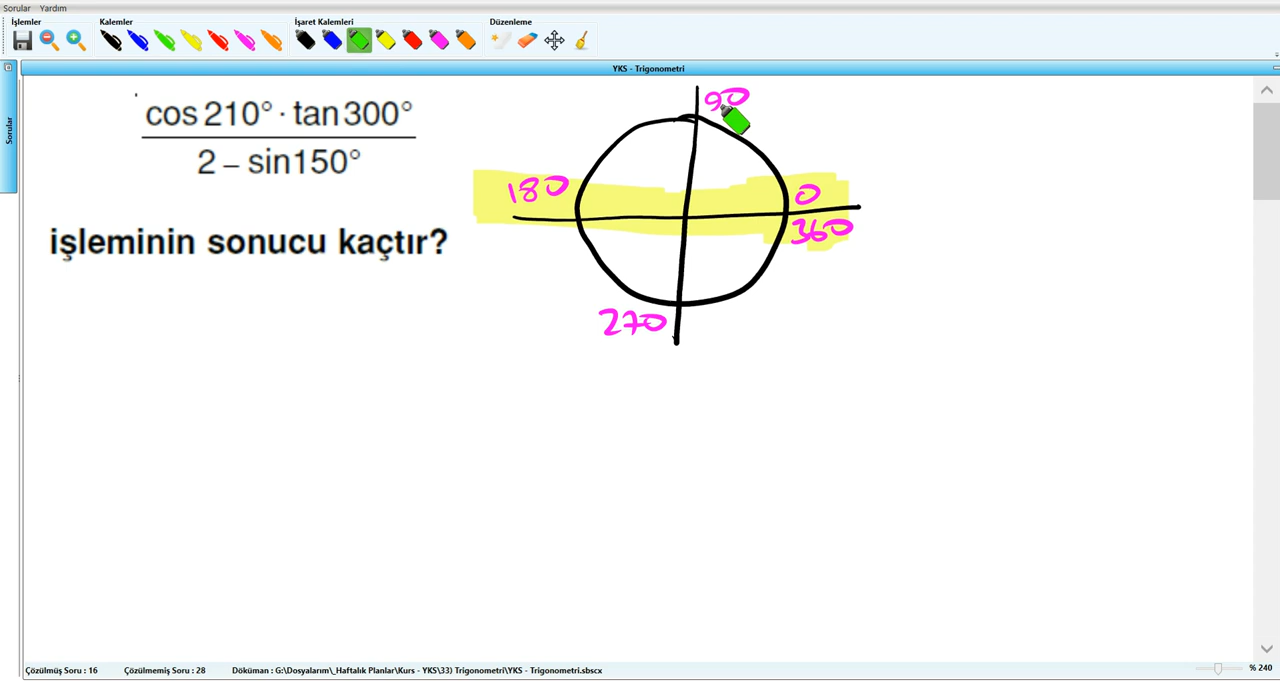 Sorular Yardım
İşlemler Kalemler İşaret Kalemleri Düzenleme
YKS - Trigonometri
Sorular
cos 210° · tan 300°
2 – sin150°
işleminin sonucu kaçtır?
90
180
0
360
270
Çözülmüş Soru : 16 Çözülmemiş Soru : 28 Döküman : G:\Dosyalarım\_Haftalık Planlar\Kurs - YKS\33) Trigonometri\YKS - Trigonometri.sbscx % 240